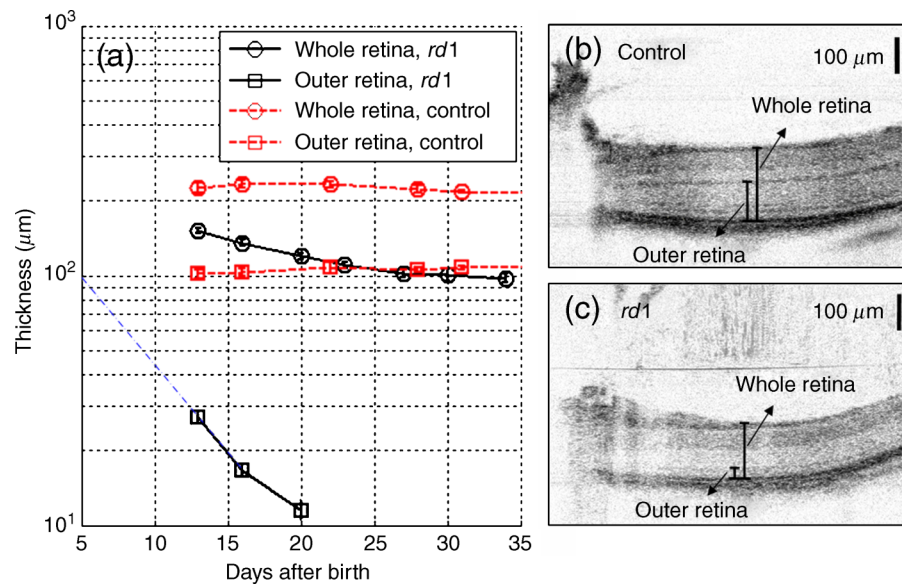 (a)
Whole retina, rd1
Outer retina, rd1
Whole retina, control
Outer retina, control
Thickness (μm)
10³
10²
10¹
5 10 15 20 25 30 35
Days after birth
(b) Control 100 μm
Whole retina
Outer retina
(c) rd1 100 μm
Whole retina
Outer retina